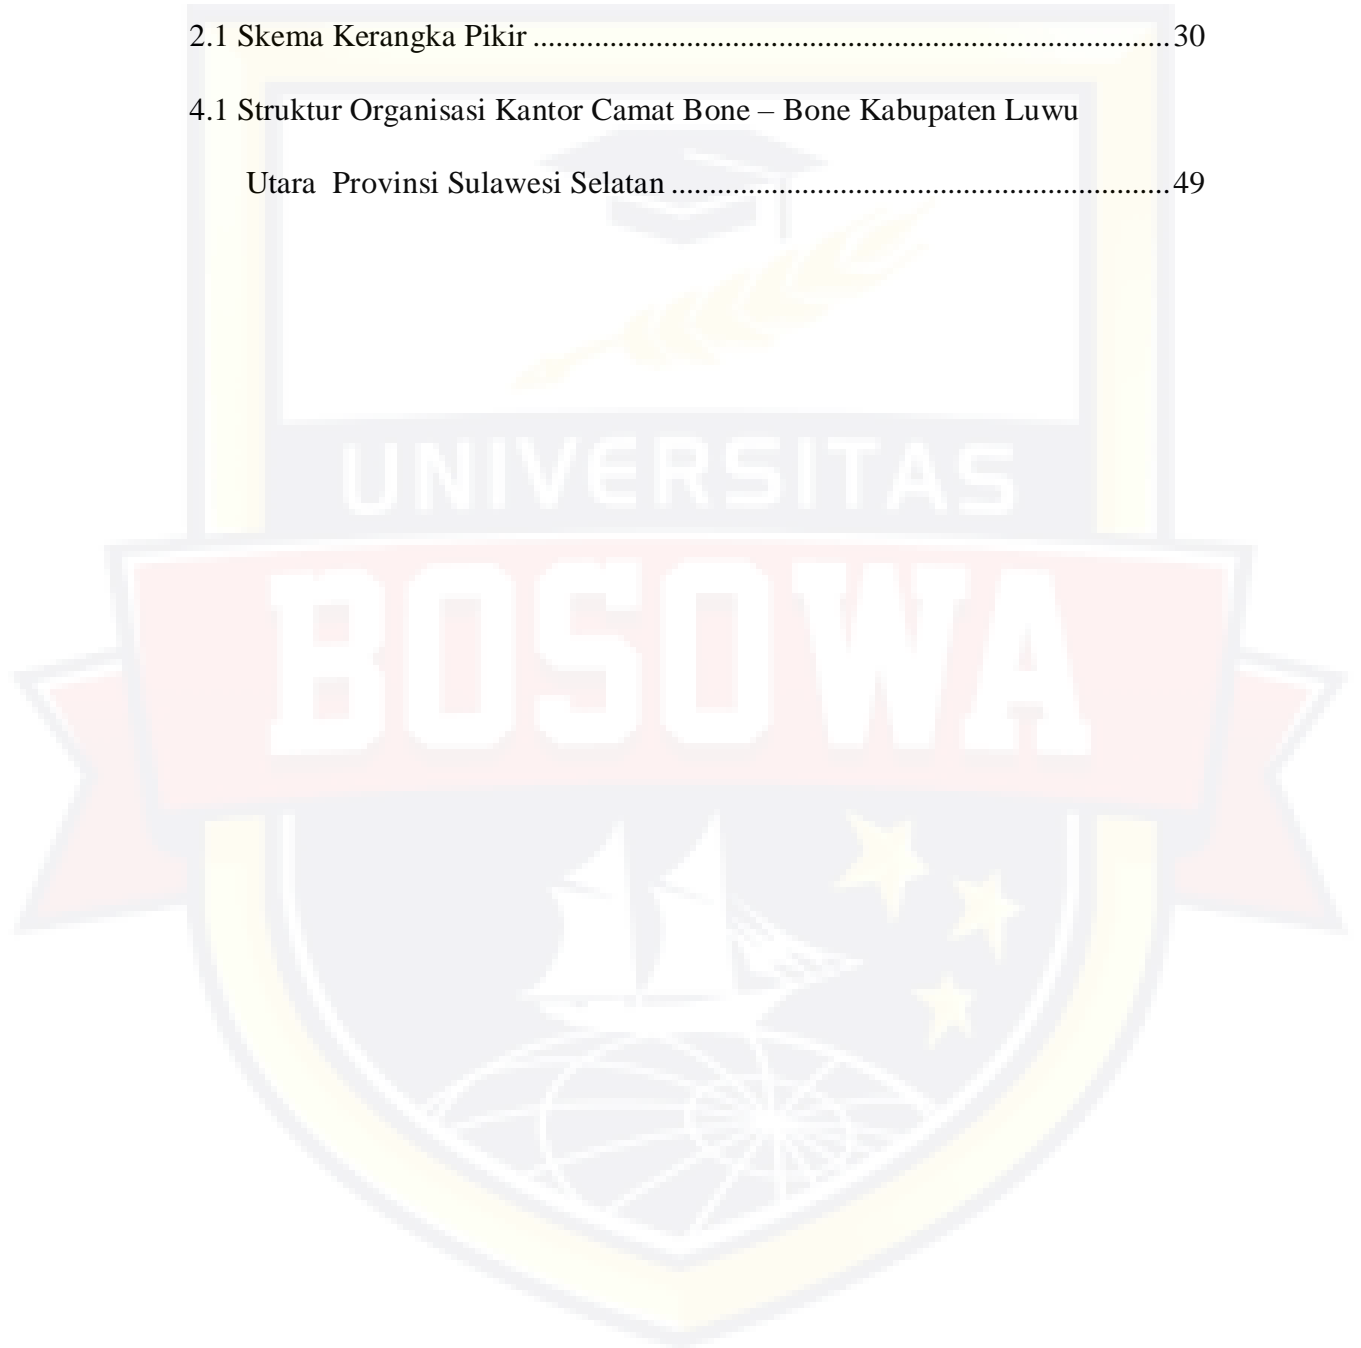 2.1 Skema Kerangka Pikir ....................................................................................30
4.1 Struktur Organisasi Kantor Camat Bone – Bone Kabupaten Luwu
Utara  Provinsi Sulawesi Selatan ..................................................................49
UNIVERSITAS
BOSOWA